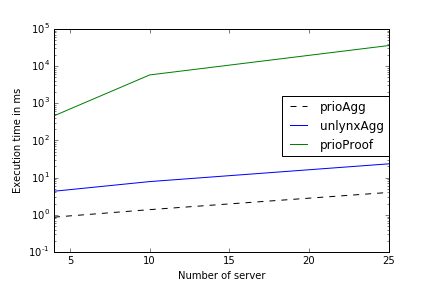 10^5
10^4
10^3
10^2
10^1
10^0
10^-1
Execution time in ms
prioAgg
unlynxAgg
prioProof
5 10 15 20 25
Number of server